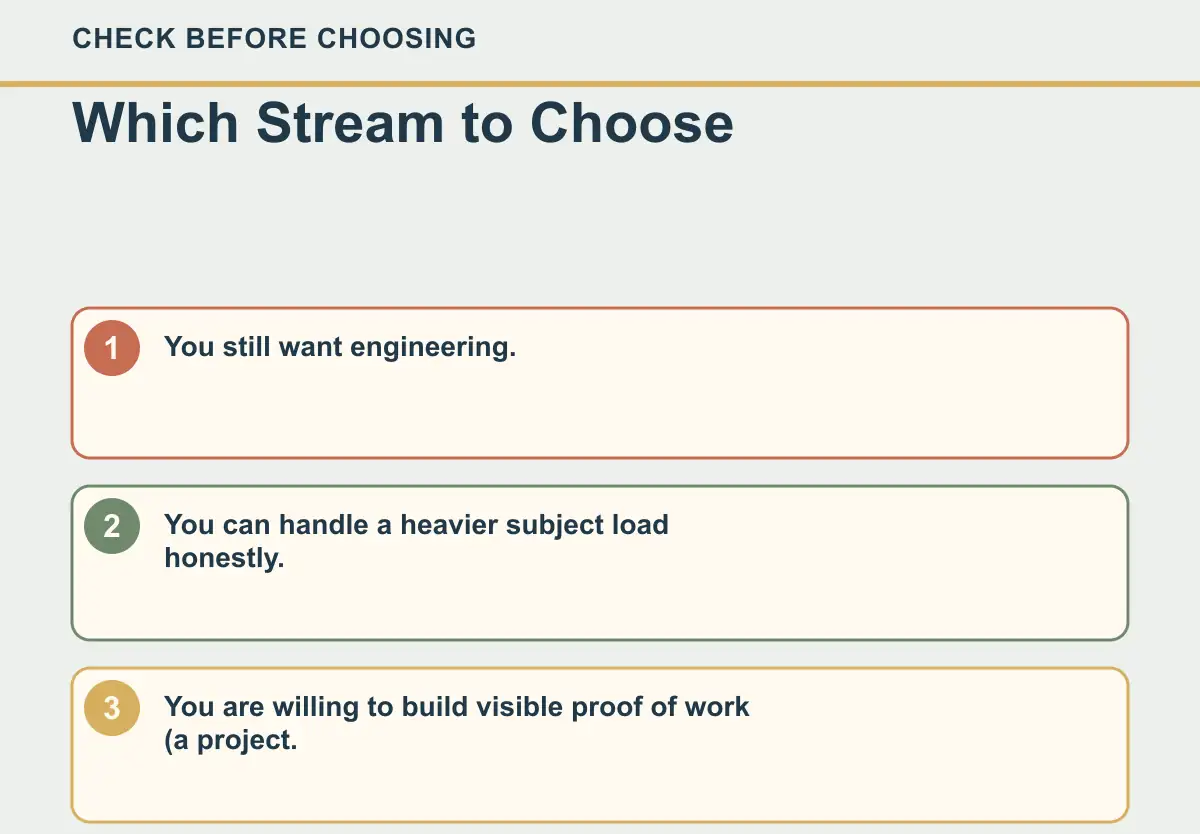 CHECK BEFORE CHOOSING
Which Stream to Choose
1
You still want engineering.
2
You can handle a heavier subject load
honestly.
3
You are willing to build visible proof of work
(a project.